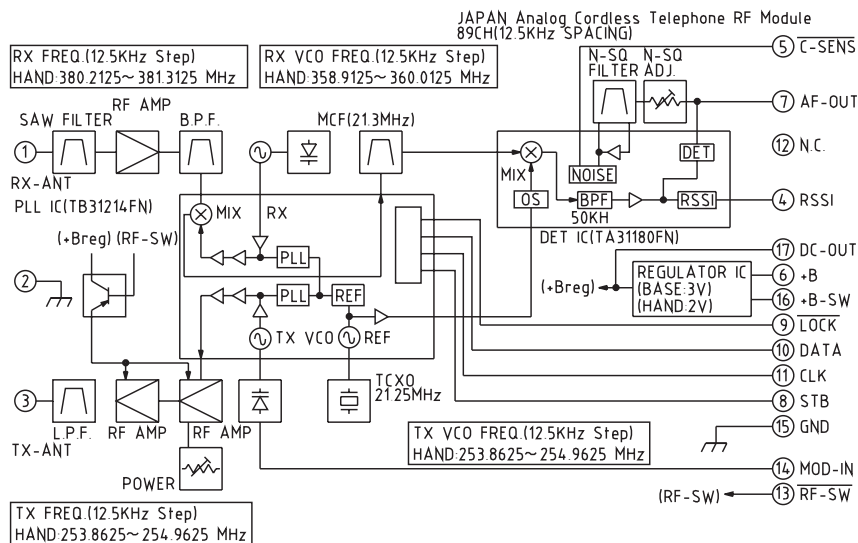 JAPAN Analog Cordless Telephone RF Module
89CH(12.5KHz SPACING)
RX FREQ.(12.5KHz Step)
HAND:380.2125~381.3125 MHz
RX VCO FREQ.(12.5KHz Step)
HAND:358.9125~360.0125 MHz
N-SQ FILTER
N-SQ ADJ.
5 C-SENS
7 AF-OUT
12 N.C.
4 RSSI
17 DC-OUT
6 +B
16 +B-SW
9 LOCK
10 DATA
11 CLK
8 STB
15 GND
14 MOD-IN
13 RF-SW
(RF-SW)
RF AMP
SAW FILTER
B.P.F.
MCF(21.3MHz)
1
RX-ANT
PLL IC(TB31214FN)
MIX
RX
PLL
MIX
OS
NOISE
BPF
50KH
DET
RSSI
DET IC(TA31180FN)
(+Breg)
(RF-SW)
2
PLL
REF
TX VCO
REF
(+Breg)
REGULATOR IC
(BASE:3V)
(HAND:2V)
TCXO
21.25MHz
3
TX-ANT
L.P.F.
RF AMP
RF AMP
POWER
TX VCO FREQ.(12.5KHz Step)
HAND:253.8625~254.9625 MHz
TX FREQ.(12.5KHz Step)
HAND:253.8625~254.9625 MHz